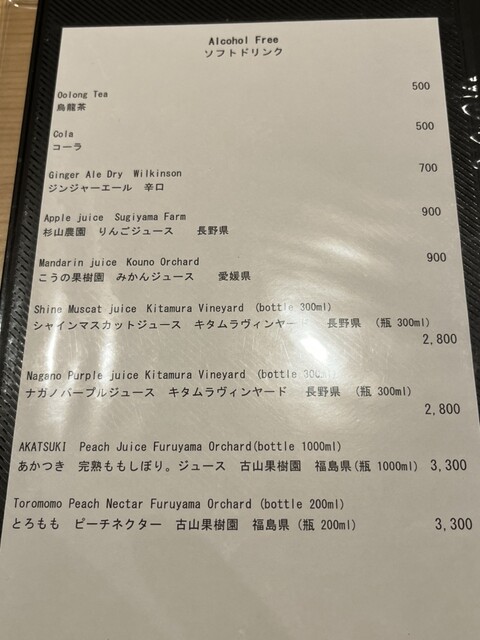 Alcohol Free
ソフトドリンク
Oolong Tea 500
烏龍茶
Cola 500
コーラ
Ginger Ale Dry Wilkinson 700
ジンジャーエール 辛口
Apple juice Sugiyama Farm 900
杉山農園 りんごジュース 長野県
Mandarin juice Kouno Orchard 900
こうの果樹園 みかんジュース 愛媛県
Shine Muscat juice Kitamura Vineyard (bottle 300ml)
シャインマスカットジュース キタムラヴィンヤード 長野県 (瓶 300ml)
2,800
Nagano Purple juice Kitamura Vineyard (bottle 300ml)
ナガノパープルジュース キタムラヴィンヤード 長野県 (瓶 300ml)
2,800
AKATSUKI Peach Juice Furuyama Orchard(bottle 1000ml)
あかつき 完熟ももしぼり。ジュース 古山果樹園 福島県(瓶 1000ml) 3,300
Toromomo Peach Nectar Furuyama Orchard (bottle 200ml)
とろもも ピーチネクター 古山果樹園 福島県 (瓶 200ml) 3,300